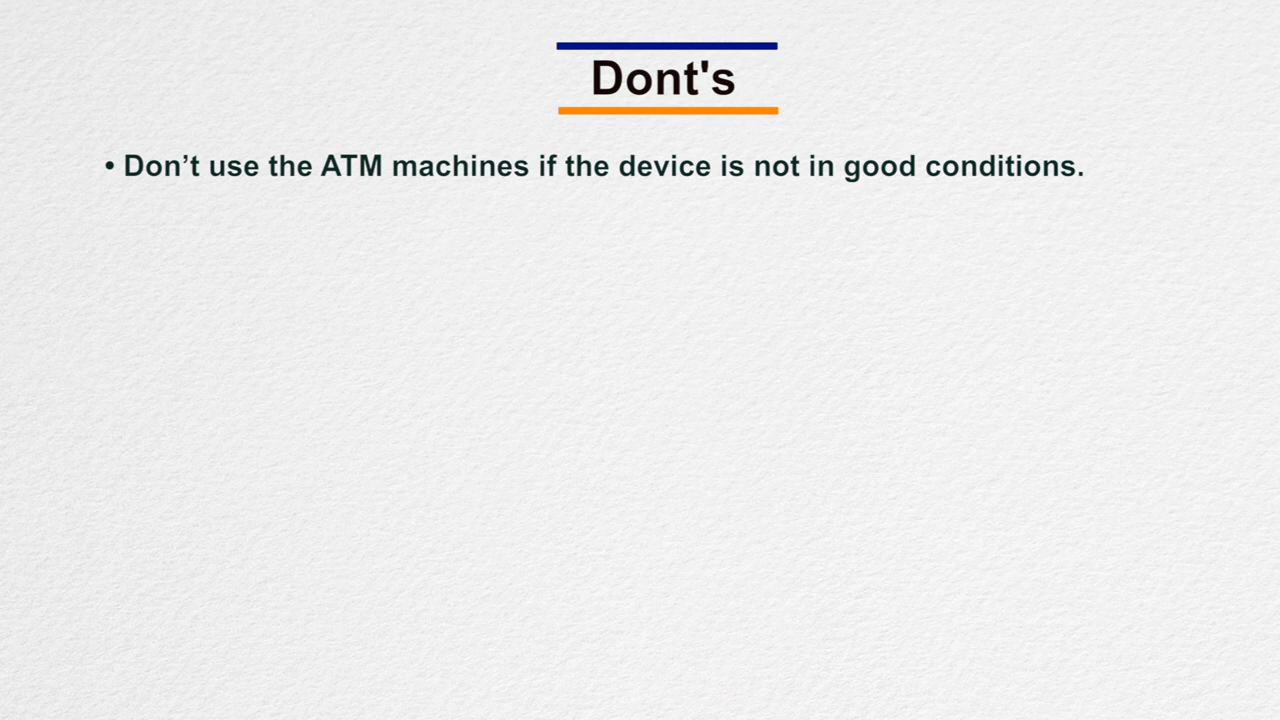 Dont's
• Don’t use the ATM machines if the device is not in good conditions.